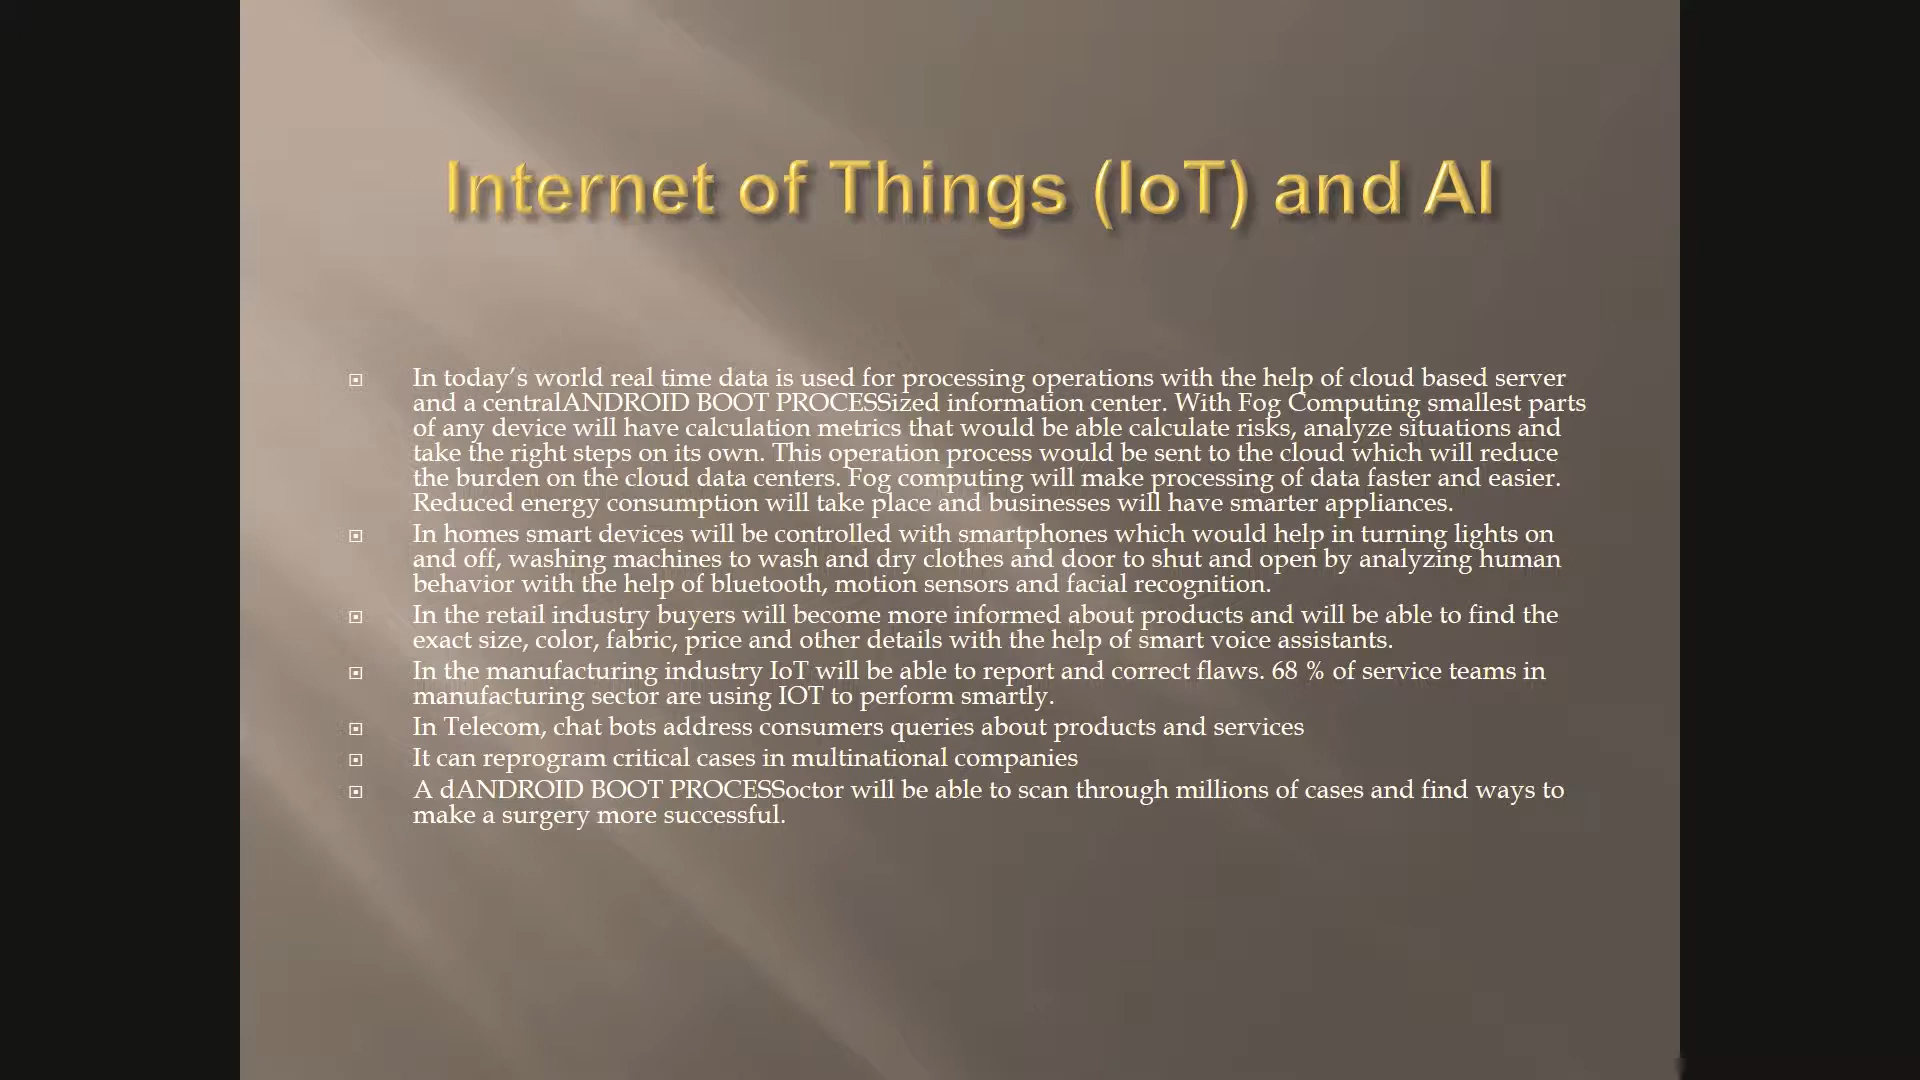 Internet of Things (IoT) and AI
In today's world real time data is used for processing operations with the help of cloud based server
and a centralANDROID BOOT PROCESSized information center. With Fog Computing smallest parts
of any device will have calculation metrics that would be able calculate risks, analyze situations and
take the right steps on its own. This operation process would be sent to the cloud which will reduce
the burden on the cloud data centers. Fog computing will make processing of data faster and easier.
Reduced energy consumption will take place and businesses will have smarter appliances.
In homes smart devices will be controlled with smartphones which would help in turning lights on
and off, washing machines to wash and dry clothes and door to shut and open by analyzing human
behavior with the help of bluetooth, motion sensors and facial recognition.
In the retail industry buyers will become more informed about products and will be able to find the
exact size, color, fabric, price and other details with the help of smart voice assistants.
In the manufacturing industry IoT will be able to report and correct flaws. 68 % of service teams in
manufacturing sector are using IOT to perform smartly.
In Telecom, chat bots address consumers queries about products and services
It can reprogram critical cases in multinational companies
A dANDROID BOOT PROCESSoctor will be able to scan through millions of cases and find ways to
make a surgery more successful.